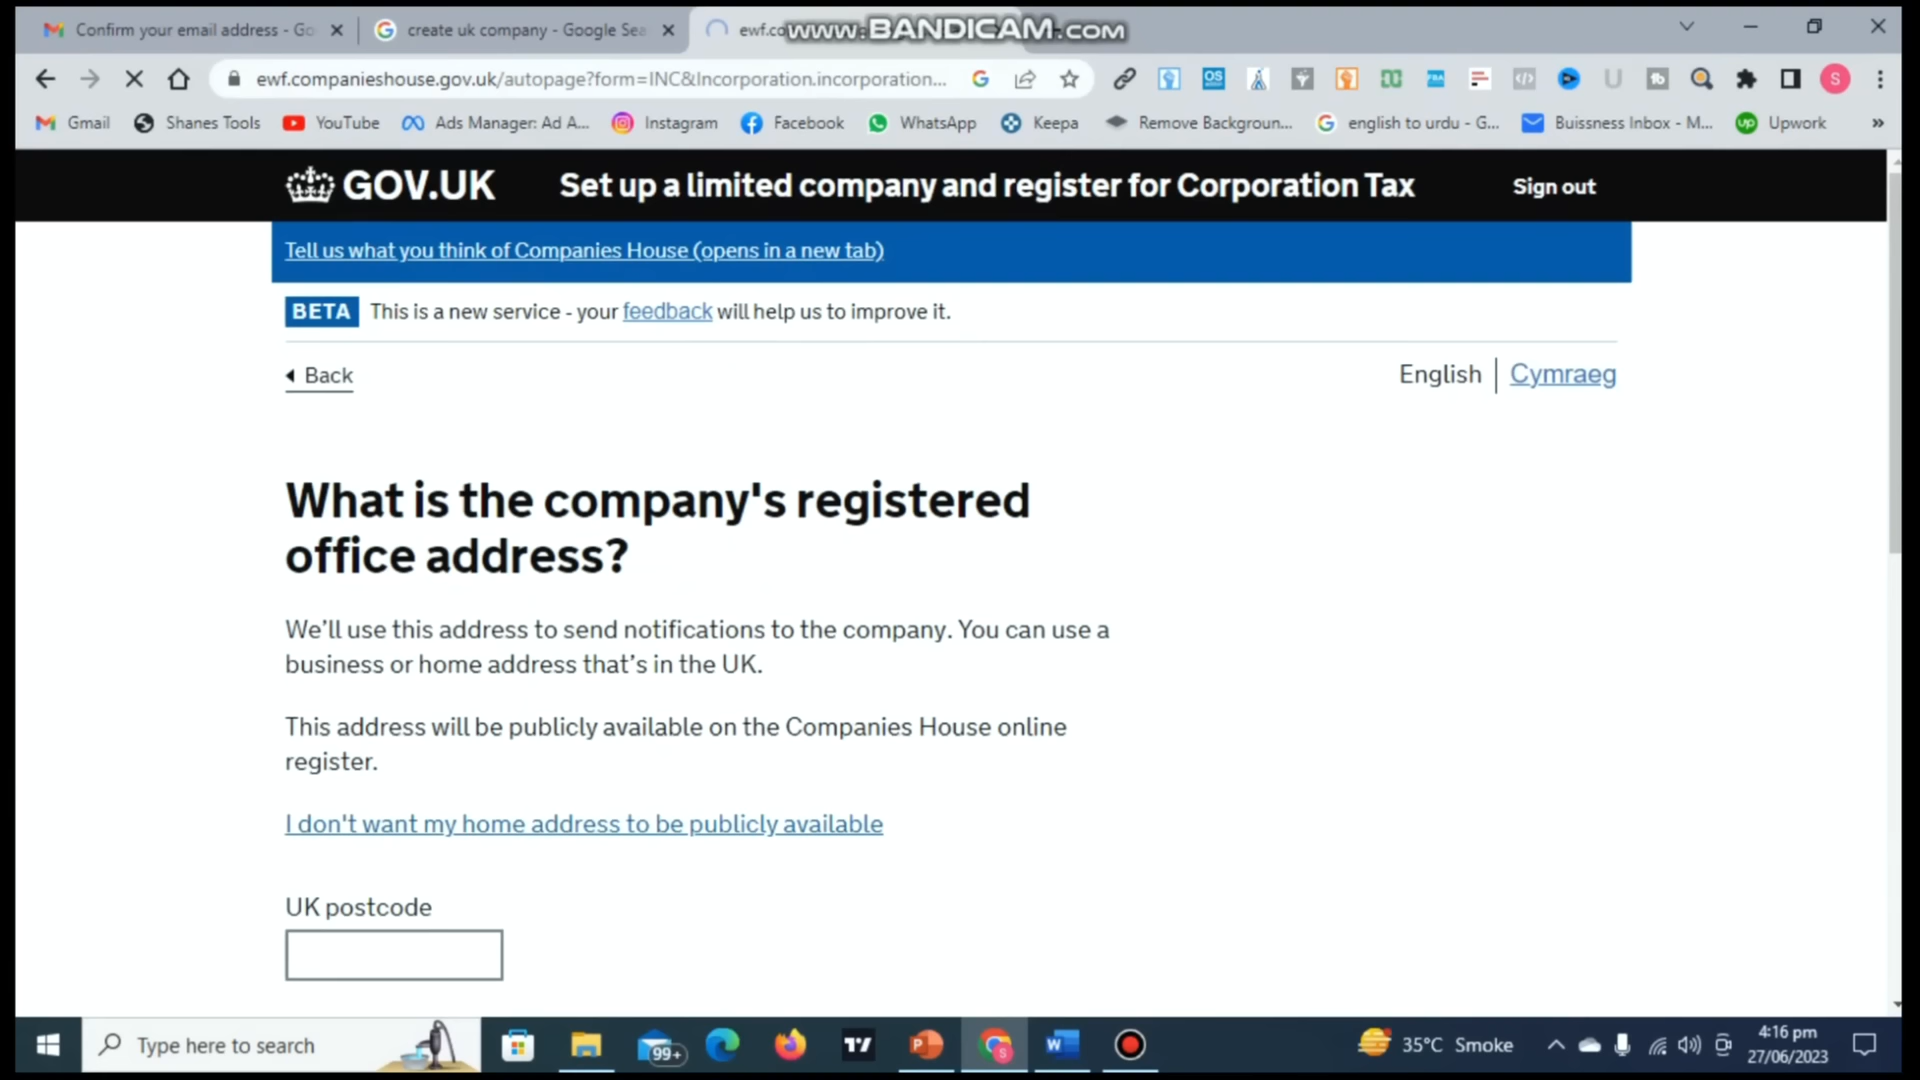 Confirm your email address - Go
create uk company - Google Sea
ewf.co
www.BANDICAM.com
ewf.companieshouse.gov.uk/autopage?form=INC&Incorporation.incorporation...
OS
S
Gmail
Shanes Tools
YouTube
Ads Manager: Ad A...
Instagram
Facebook
WhatsApp
Keepa
Remove Backgroun...
english to urdu - G...
Buissness Inbox - M...
up
Upwork
»
GOV.UK
Set up a limited company and register for Corporation Tax
Sign out
Tell us what you think of Companies House (opens in a new tab)
BETA This is a new service - your feedback will help us to improve it.
Back
English
Cymraeg
What is the company's registered
office address?
We’ll use this address to send notifications to the company. You can use a
business or home address that’s in the UK.
This address will be publicly available on the Companies House online
register.
I don't want my home address to be publicly available
UK postcode
Type here to search
99+
35°C Smoke
4:16 pm
27/06/2023